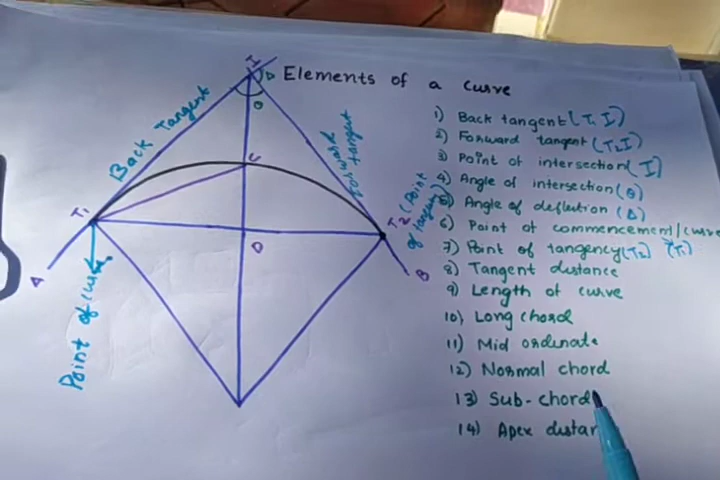 Elements of a curve
I
Δ
θ
Back Tangent
Forward tangent
C
T1
T2 (Point of tangency)
D
A
B
Point of curve
1) Back tangent (T1 I)
2) Forward tangent (T2 I)
3) Point of intersection (I)
4) Angle of intersection (θ)
5) Angle of deflection (Δ)
6) Point of commencement/curve (T1)
7) Point of tangency (T2)
8) Tangent distance
9) Length of curve
10) Long chord
11) Mid ordinate
12) Normal chord
13) Sub-chord
14) Apex distan